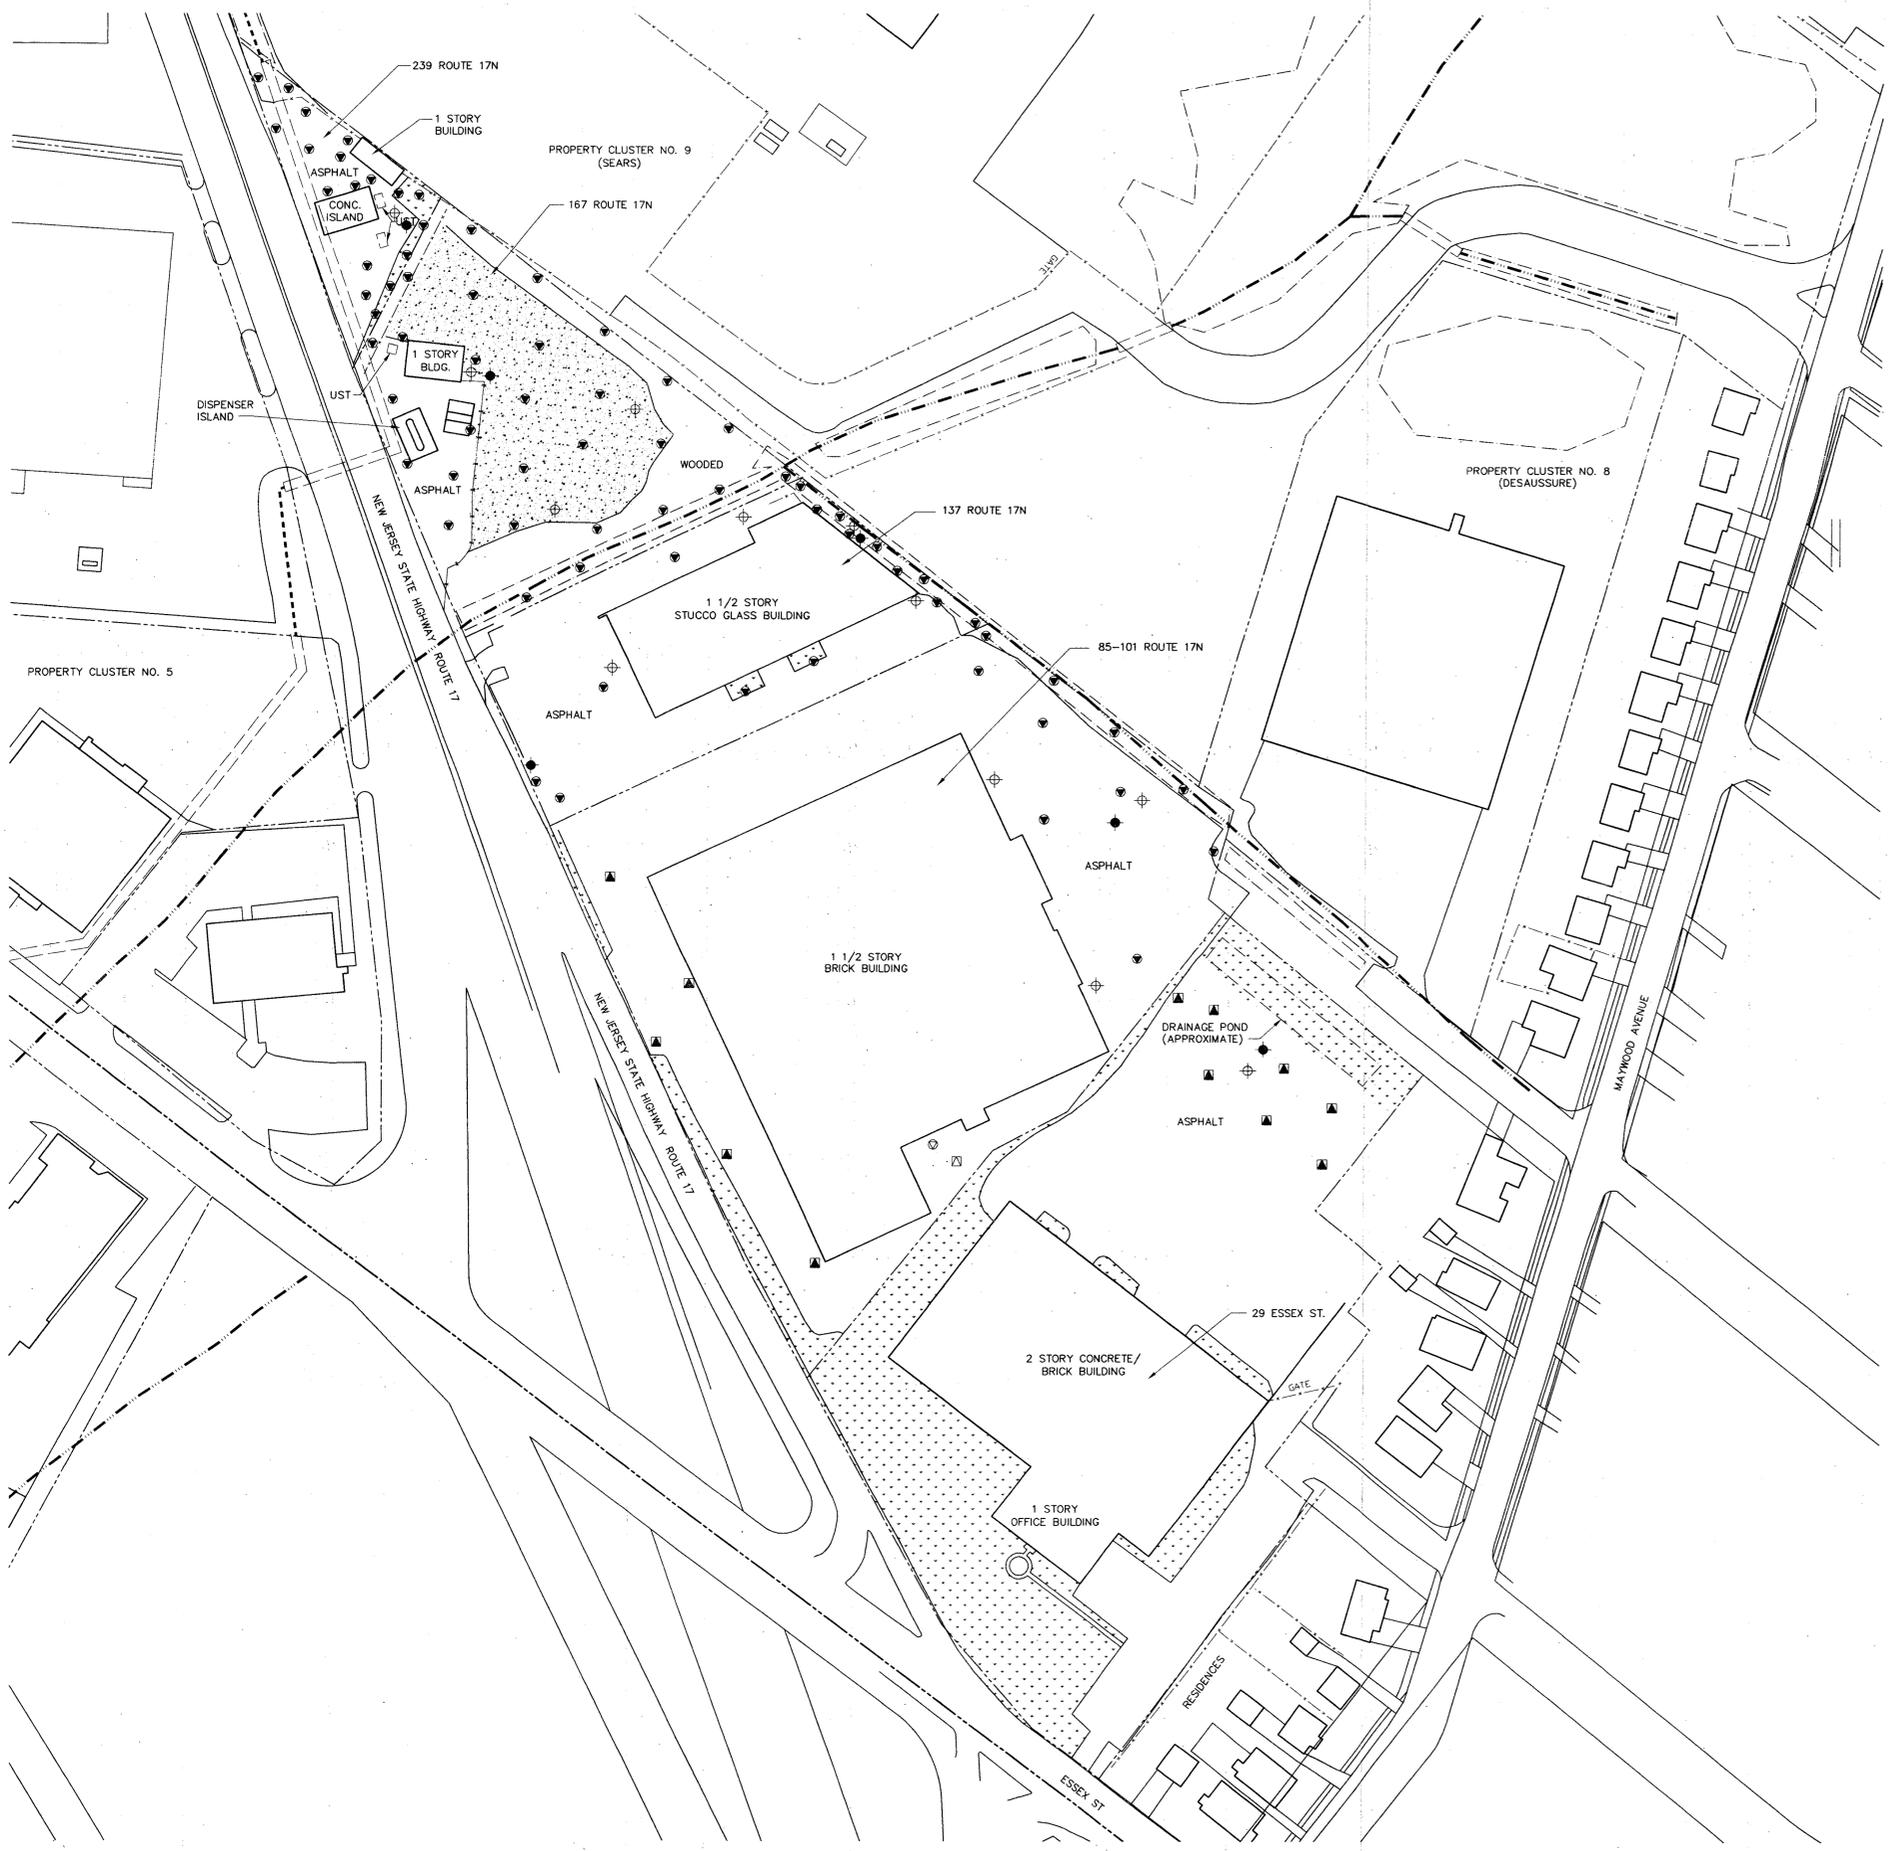 239 ROUTE 17N
1 STORY
BUILDING
PROPERTY CLUSTER NO. 9
(SEARS)
ASPHALT
CONC.
ISLAND
UST
167 ROUTE 17N
GATE
1 STORY
BLDG.
UST
DISPENSER
ISLAND
WOODED
ASPHALT
PROPERTY CLUSTER NO. 8
(DESAUSSURE)
137 ROUTE 17N
NEW JERSEY STATE HIGHWAY ROUTE 17
1 1/2 STORY
STUCCO GLASS BUILDING
85-101 ROUTE 17N
PROPERTY CLUSTER NO. 5
ASPHALT
ASPHALT
1 1/2 STORY
BRICK BUILDING
NEW JERSEY STATE HIGHWAY ROUTE 17
DRAINAGE POND
(APPROXIMATE)
MAYWOOD AVENUE
ASPHALT
29 ESSEX ST.
2 STORY CONCRETE/
BRICK BUILDING
GATE
1 STORY
OFFICE BUILDING
RESIDENCES
ESSEX ST